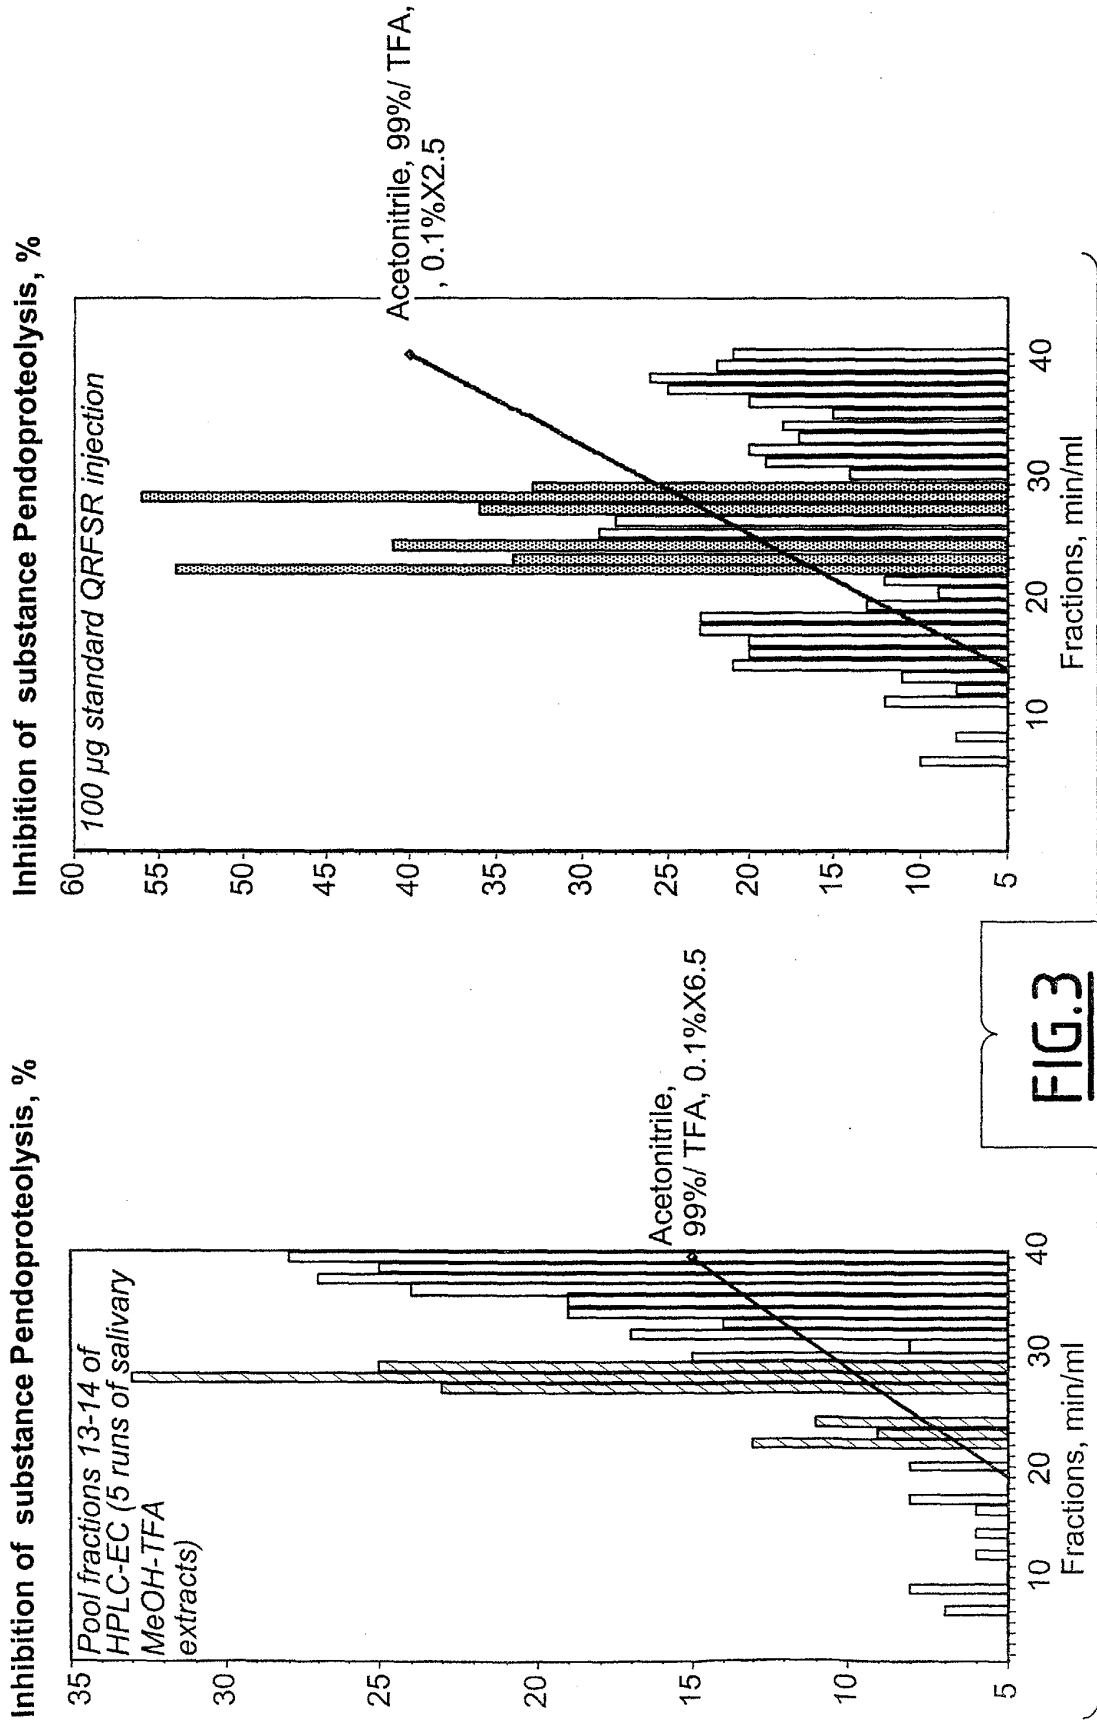 Inhibition of substance Pendoproteolysis, %
35
30
25
20
15
10
5
Pool fractions 13-14 of
HPLC-EC (5 runs of salivary
MeOH-TFA
extracts)
Acetonitrile,
99%/ TFA, 0.1%X6.5
10
20
30
40
Fractions, min/ml
Inhibition of substance Pendoproteolysis, %
60
55
50
45
40
35
30
25
20
15
10
5
100 µg standard QRFSR injection
Acetonitrile, 99%/ TFA,
, 0.1%X2.5
10
20
30
40
Fractions, min/ml
FIG.3